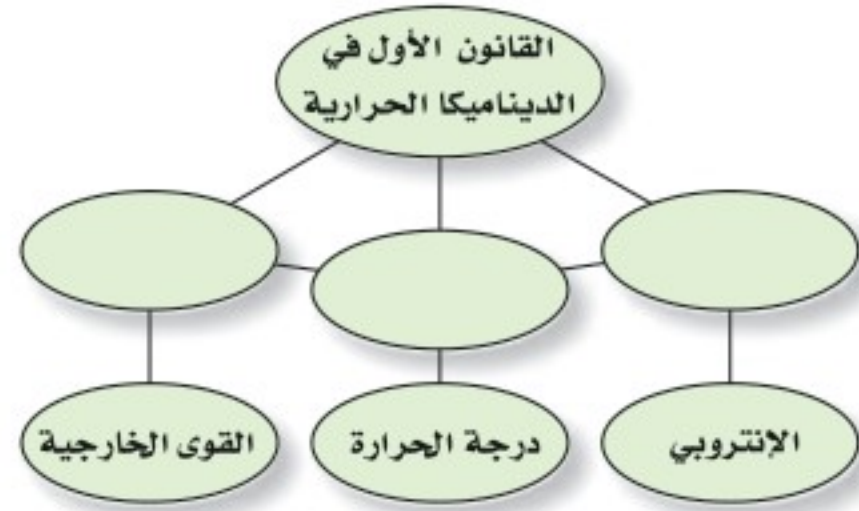 القانون الأول في
الديناميكا الحرارية
الإنتروبي
درجة الحرارة
القوى الخارجية